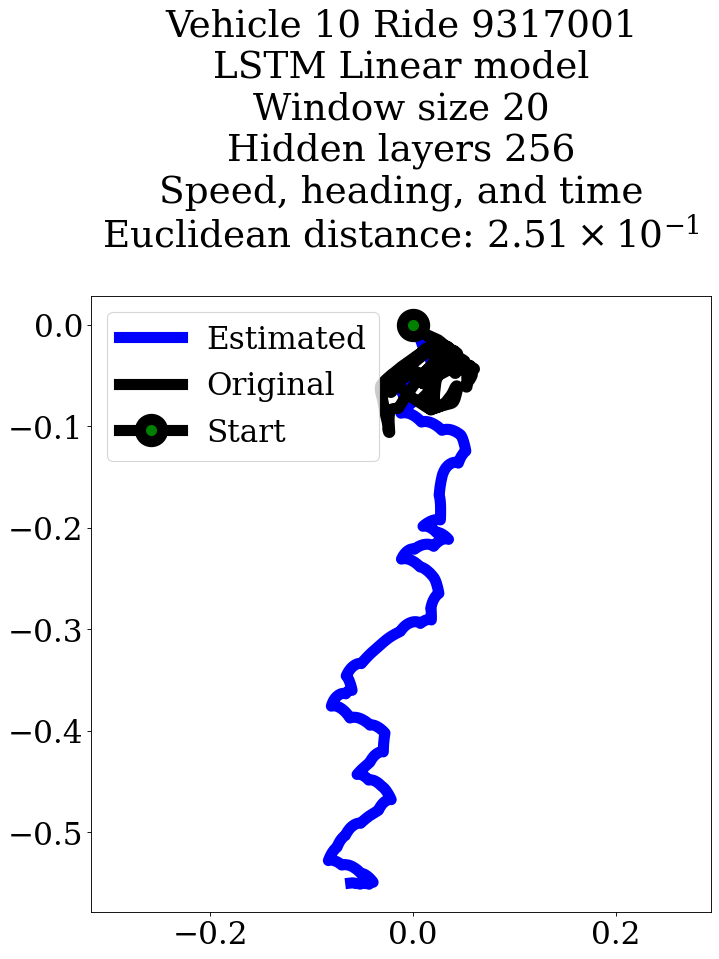 Vehicle 10 Ride 9317001
LSTM Linear model
Window size 20
Hidden layers 256
Speed, heading, and time
Euclidean distance: 2.51 × 10⁻¹
Estimated
Original
Start
0.0
−0.1
−0.2
−0.3
−0.4
−0.5
−0.2 0.0 0.2